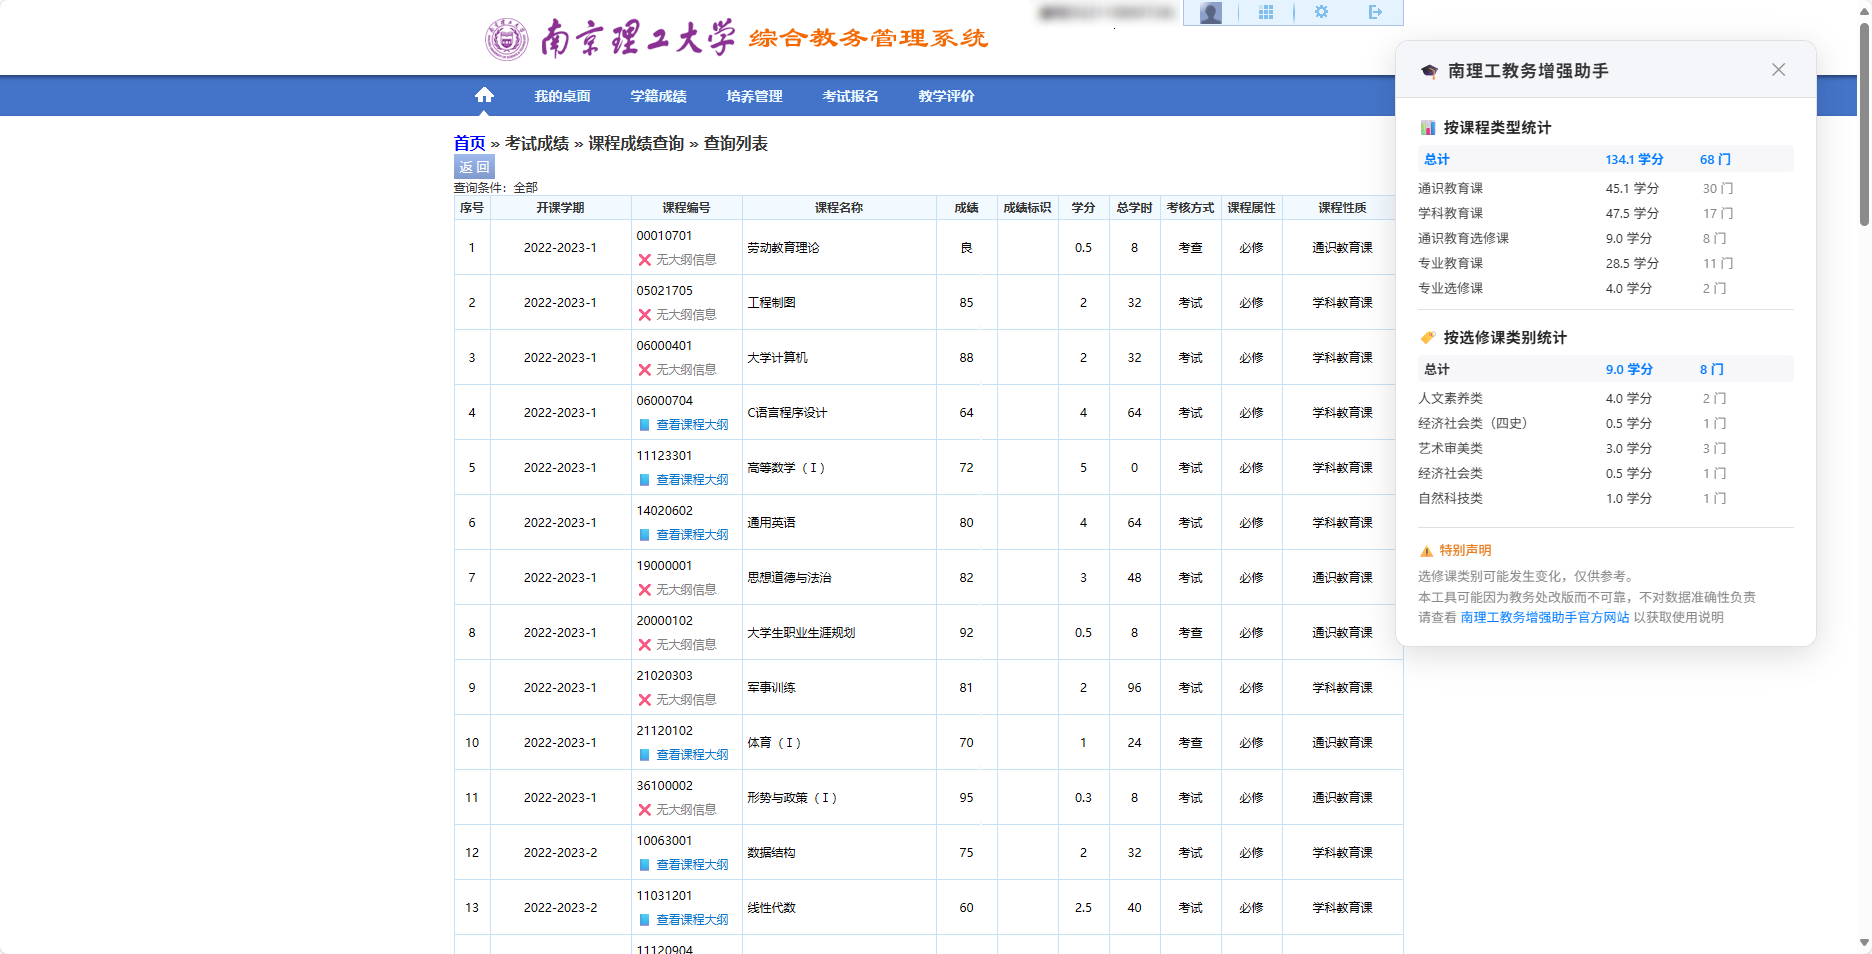 南京理工大学 综合教务管理系统
我的桌面 学籍成绩 培养管理 考试报名 教学评价
首页 » 考试成绩 » 课程成绩查询 » 查询列表
返 回
查询条件：全部
序号 开课学期 课程编号 课程名称 成绩 成绩标识 学分 总学时 考核方式 课程属性 课程性质
1 2022-2023-1 00010701 劳动教育理论 良 0.5 8 考查 必修 通识教育课
无大纲信息
2 2022-2023-1 05021705 工程制图 85 2 32 考试 必修 学科教育课
无大纲信息
3 2022-2023-1 06000401 大学计算机 88 2 32 考试 必修 学科教育课
无大纲信息
4 2022-2023-1 06000704 C语言程序设计 64 4 64 考试 必修 学科教育课
查看课程大纲
5 2022-2023-1 11123301 高等数学（Ⅰ） 72 5 0 考试 必修 学科教育课
查看课程大纲
6 2022-2023-1 14020602 通用英语 80 4 64 考试 必修 学科教育课
查看课程大纲
7 2022-2023-1 19000001 思想道德与法治 82 3 48 考试 必修 通识教育课
无大纲信息
8 2022-2023-1 20000102 大学生职业生涯规划 92 0.5 8 考查 必修 通识教育课
无大纲信息
9 2022-2023-1 21020303 军事训练 81 2 96 考试 必修 学科教育课
无大纲信息
10 2022-2023-1 21120102 体育（Ⅰ） 70 1 24 考查 必修 通识教育课
查看课程大纲
11 2022-2023-1 36100002 形势与政策（Ⅰ） 95 0.3 8 考试 必修 通识教育课
无大纲信息
12 2022-2023-2 10063001 数据结构 75 2 32 考试 必修 学科教育课
查看课程大纲
13 2022-2023-2 11031201 线性代数 60 2.5 40 考试 必修 学科教育课
查看课程大纲
11120904
南理工教务增强助手
按课程类型统计
总计 134.1 学分 68 门
通识教育课 45.1 学分 30 门
学科教育课 47.5 学分 17 门
通识教育选修课 9.0 学分 8 门
专业教育课 28.5 学分 11 门
专业选修课 4.0 学分 2 门
按选修课类别统计
总计 9.0 学分 8 门
人文素养类 4.0 学分 2 门
经济社会类（四史） 0.5 学分 1 门
艺术审美类 3.0 学分 3 门
经济社会类 0.5 学分 1 门
自然科技类 1.0 学分 1 门
特别声明
选修课类别可能发生变化，仅供参考。
本工具可能因为教务处改版而不可靠，不对数据准确性负责
请查看 南理工教务增强助手官方网站 以获取使用说明